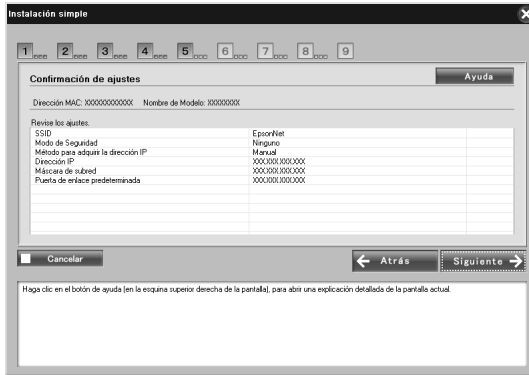 Instalación simple
1 2 3 4 5 6 7 8 9
Confirmación de ajustes
Ayuda
Dirección MAC: XXXXXXXXXXXX Nombre de Modelo: XXXXXXXX
Revise los ajustes.
SSID EpsonNet
Modo de Seguridad Ninguno
Método para adquirir la dirección IP Manual
Dirección IP XXX.XXX.XXX.XXX
Máscara de subred XXX.XXX.XXX.XXX
Puerta de enlace predeterminada XXX.XXX.XXX.XXX
Cancelar
Atrás
Siguiente
Haga clic en el botón de ayuda (en la esquina superior derecha de la pantalla), para abrir una explicación detallada de la pantalla actual.